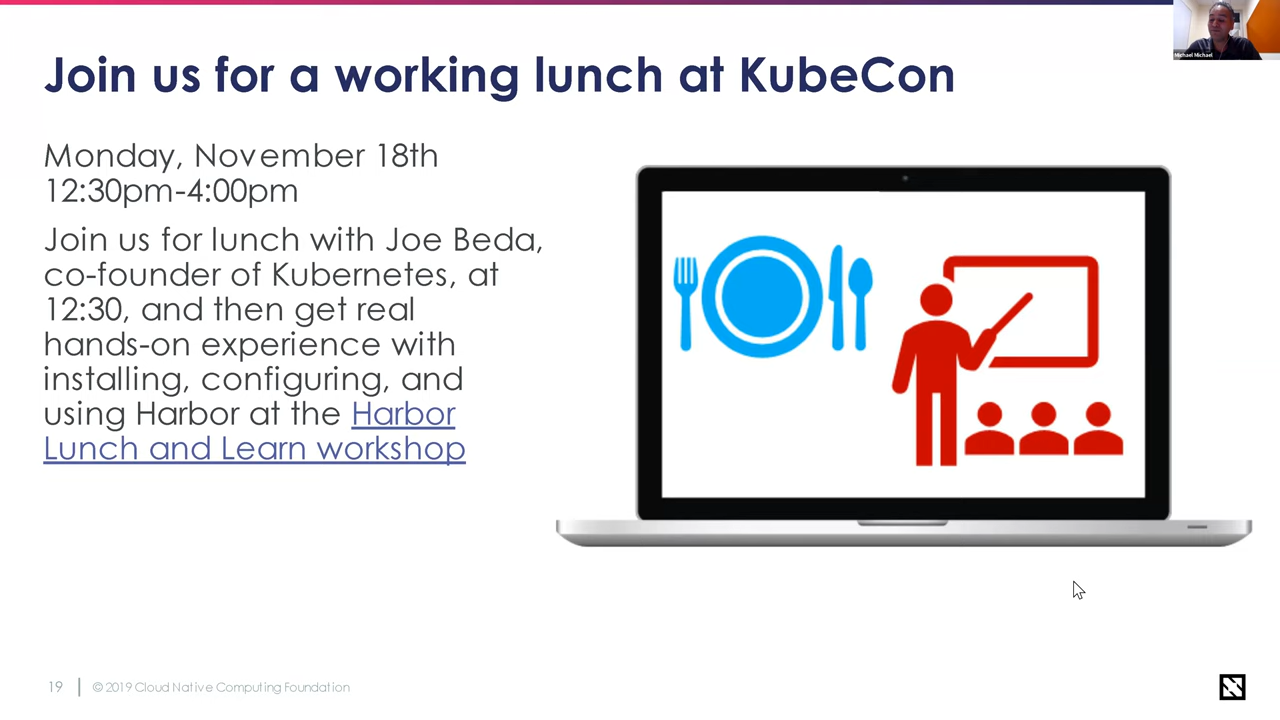 Join us for a working lunch at KubeCon
Michael Michael
Monday, November 18th
12:30pm-4:00pm
Join us for lunch with Joe Beda,
co-founder of Kubernetes, at
12:30, and then get real
hands-on experience with
installing, configuring, and
using Harbor at the Harbor
Lunch and Learn workshop
19
© 2019 Cloud Native Computing Foundation